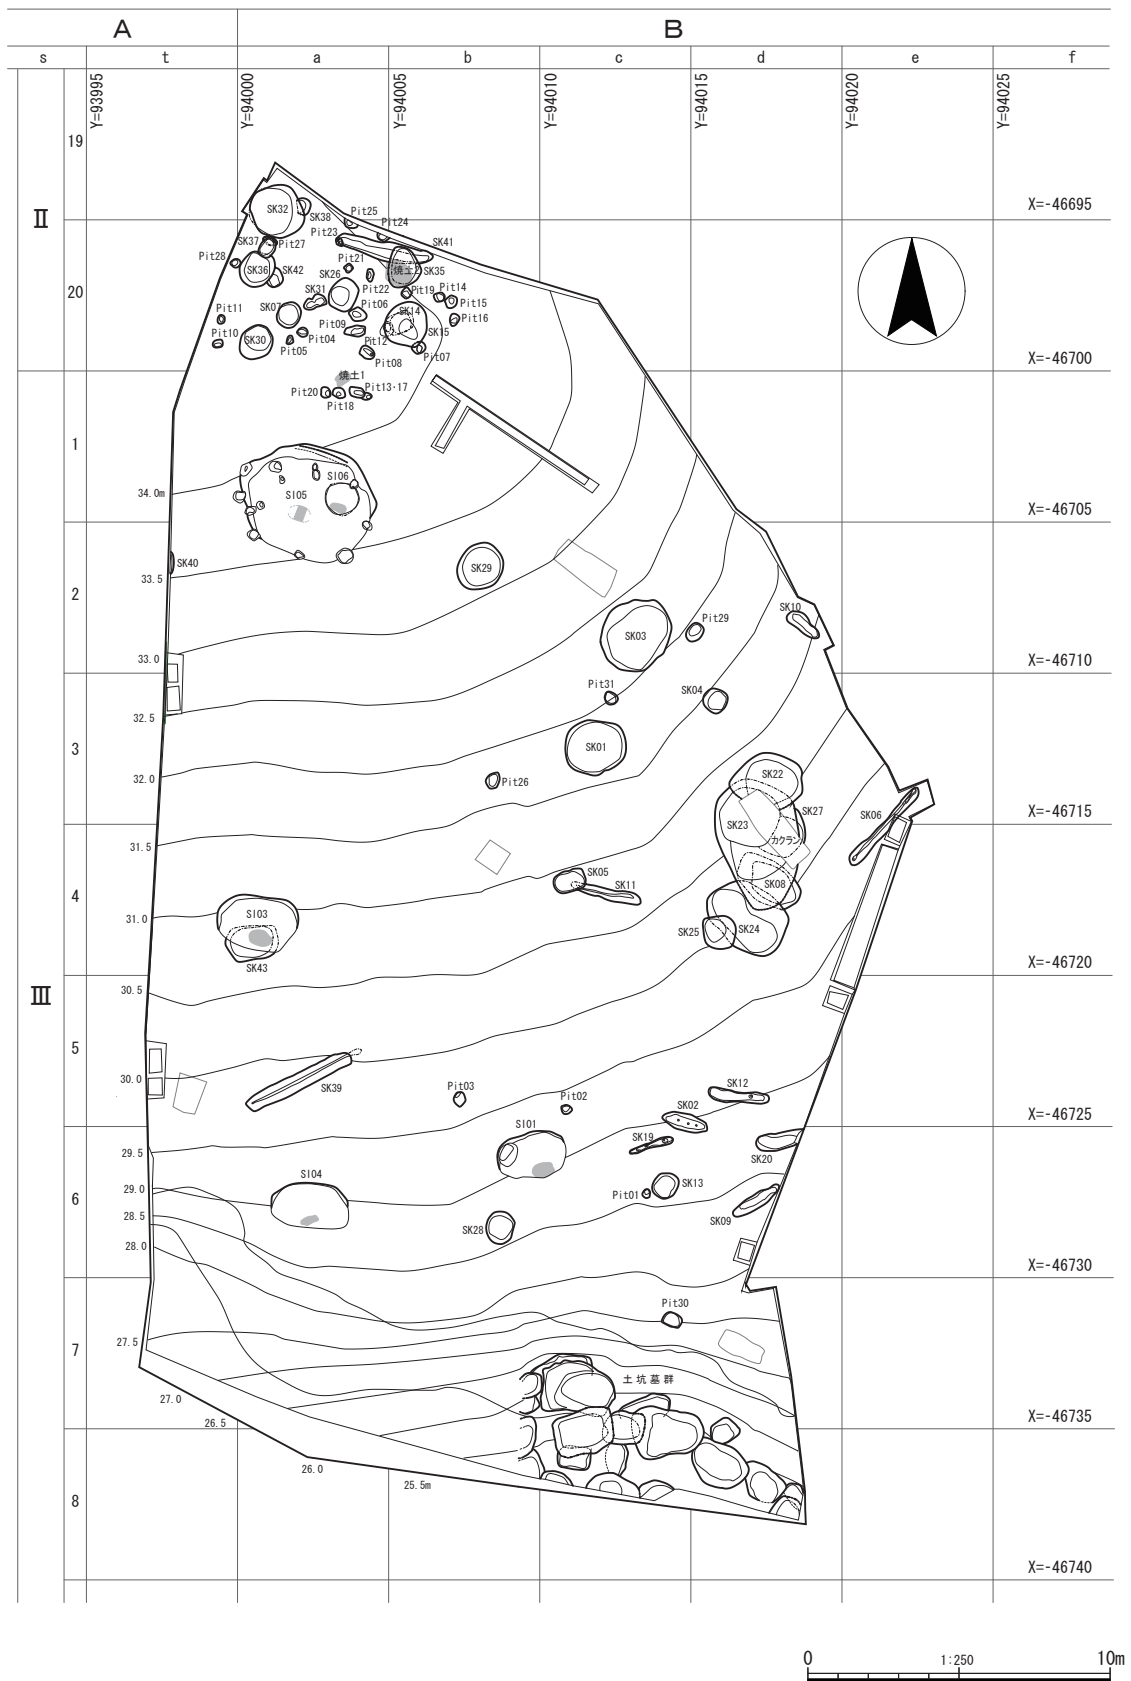 A B
s t a b c d e f
Y=93995 Y=94000 Y=94005 Y=94010 Y=94015 Y=94020 Y=94025
19
Ⅱ
X=-46695
SK32
SK38
Pit25
Pit24
Pit23
SK41
SK37
Pit27
Pit28
SK36
SK42
Pit21
焼土2
SK35
SK26
20
SK31
Pit22
Pit19
Pit14
Pit15
Pit11
SK07
Pit06
SK14
Pit16
Pit10
SK30
Pit04
Pit09
SK15
Pit05
Pit12
Pit07
Pit08
X=-46700
焼土1
Pit20
Pit13・17
Pit18
1
SI06
SI05
34.0m
X=-46705
SK40
SK29
33.5
2
SK10
Pit29
SK03
33.0
X=-46710
Pit31
SK04
32.5
3
SK01
SK22
32.0
Pit26
SK27
SK06
X=-46715
SK23
カクラン
31.5
SK05
SK11
SK08
4
SI03
31.0
SK25
SK24
SK43
X=-46720
30.5
Ⅲ
5
30.0
SK39
Pit03
Pit02
SK12
SK02
X=-46725
SI01
SK19
29.5
SK20
SI04
29.0
Pit01
SK13
6
28.5
SK28
SK09
28.0
X=-46730
Pit30
27.5
7
土坑墓群
27.0
26.5
X=-46735
26.0
25.5m
8
X=-46740
0 1:250 10m